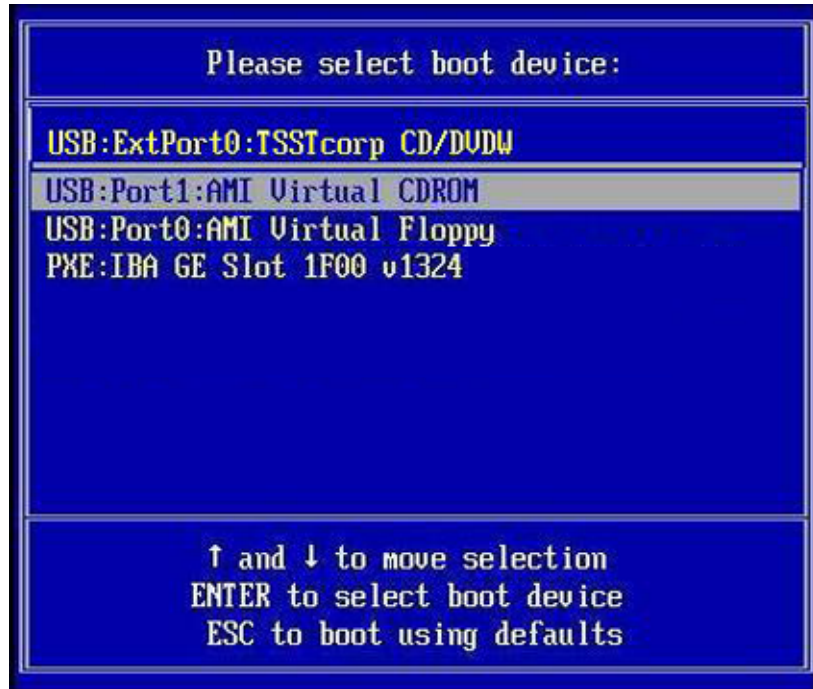 Please select boot device:
USB:ExtPort0:TSSTcorp CD/DVDW
USB:Port1:AMI Virtual CDROM
USB:Port0:AMI Virtual Floppy
PXE:IBA GE Slot 1F00 v1324
↑ and ↓ to move selection
ENTER to select boot device
ESC to boot using defaults